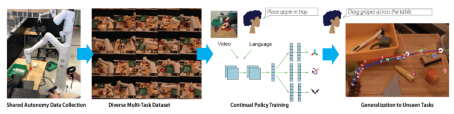 Place apple in tray.
Drag grapes across the table.
Video
Language
Shared Autonomy Data Collection
Diverse Multi-Task Dataset
Continual Policy Training
Generalization to Unseen Tasks